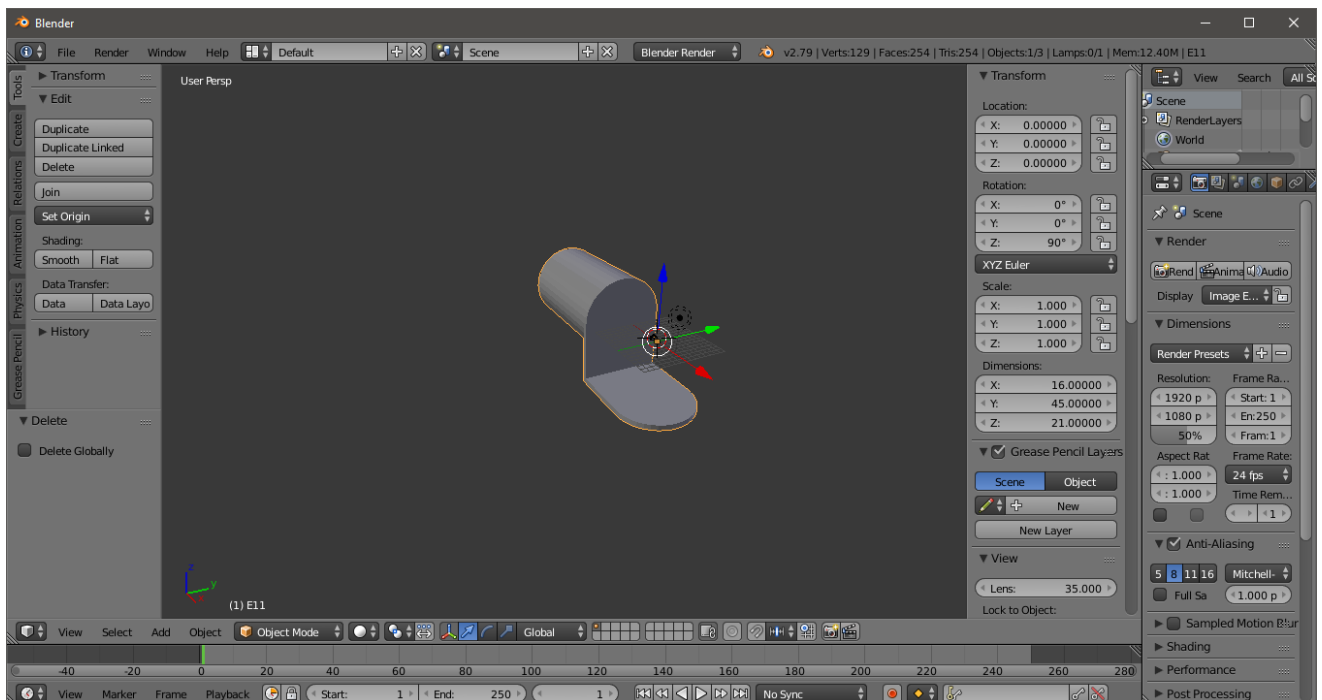 Blender
File Render Window Help Default Scene Blender Render v2.79 | Verts:129 | Faces:254 | Tris:254 | Objects:1/3 | Lamps:0/1 | Mem:12.40M | E11
Tools
Create
Relations
Animation
Physics
Grease Pencil
Transform
Edit
Duplicate
Duplicate Linked
Delete
Join
Set Origin
Shading:
Smooth Flat
Data Transfer:
Data Data Layo
History
Delete
Delete Globally
User Persp
z
y
(1) E11
Transform
Location:
X: 0.00000
Y: 0.00000
Z: 0.00000
Rotation:
X: 0°
Y: 0°
Z: 90°
XYZ Euler
Scale:
X: 1.000
Y: 1.000
Z: 1.000
Dimensions:
X: 16.00000
Y: 45.00000
Z: 21.00000
Grease Pencil Layers
Scene Object
New
New Layer
View
Lens: 35.000
Lock to Object:
View Search All Sc
Scene
RenderLayers
World
Scene
Render
Rend Anima Audio
Display Image E...
Dimensions
Render Presets
Resolution: Frame Ra...
1920 p Start: 1
1080 p En:250
50% Fram:1
Aspect Rat Frame Rate:
: 1.000 24 fps
: 1.000 Time Rem...
1
Anti-Aliasing
5 8 11 16 Mitchell-
Full Sa 1.000 p
Sampled Motion Blur
Shading
Performance
Post Processing
View Select Add Object Object Mode Global
-40 -20 0 20 40 60 80 100 120 140 160 180 200 220 240 260 280
View Marker Frame Playback Start: 1 End: 250 1 No Sync